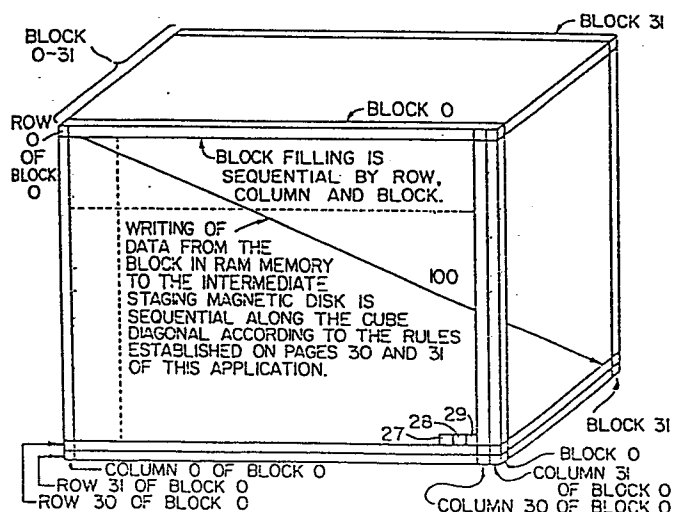 BLOCK 31
BLOCK
0-31
BLOCK 0
ROW
0
OF
BLOCK
0
BLOCK FILLING IS
SEQUENTIAL BY ROW,
COLUMN AND BLOCK.
WRITING OF
DATA FROM THE
BLOCK IN RAM MEMORY
TO THE INTERMEDIATE
STAGING MAGNETIC DISK IS
SEQUENTIAL ALONG THE CUBE
DIAGONAL ACCORDING TO THE RULES
ESTABLISHED ON PAGES 30 AND 31
OF THIS APPLICATION.
100
27
28
29
BLOCK 31
COLUMN 0 OF BLOCK 0
ROW 31 OF BLOCK 0
ROW 30 OF BLOCK 0
BLOCK 0
COLUMN 31
OF BLOCK 0
COLUMN 30 OF BLOCK 0